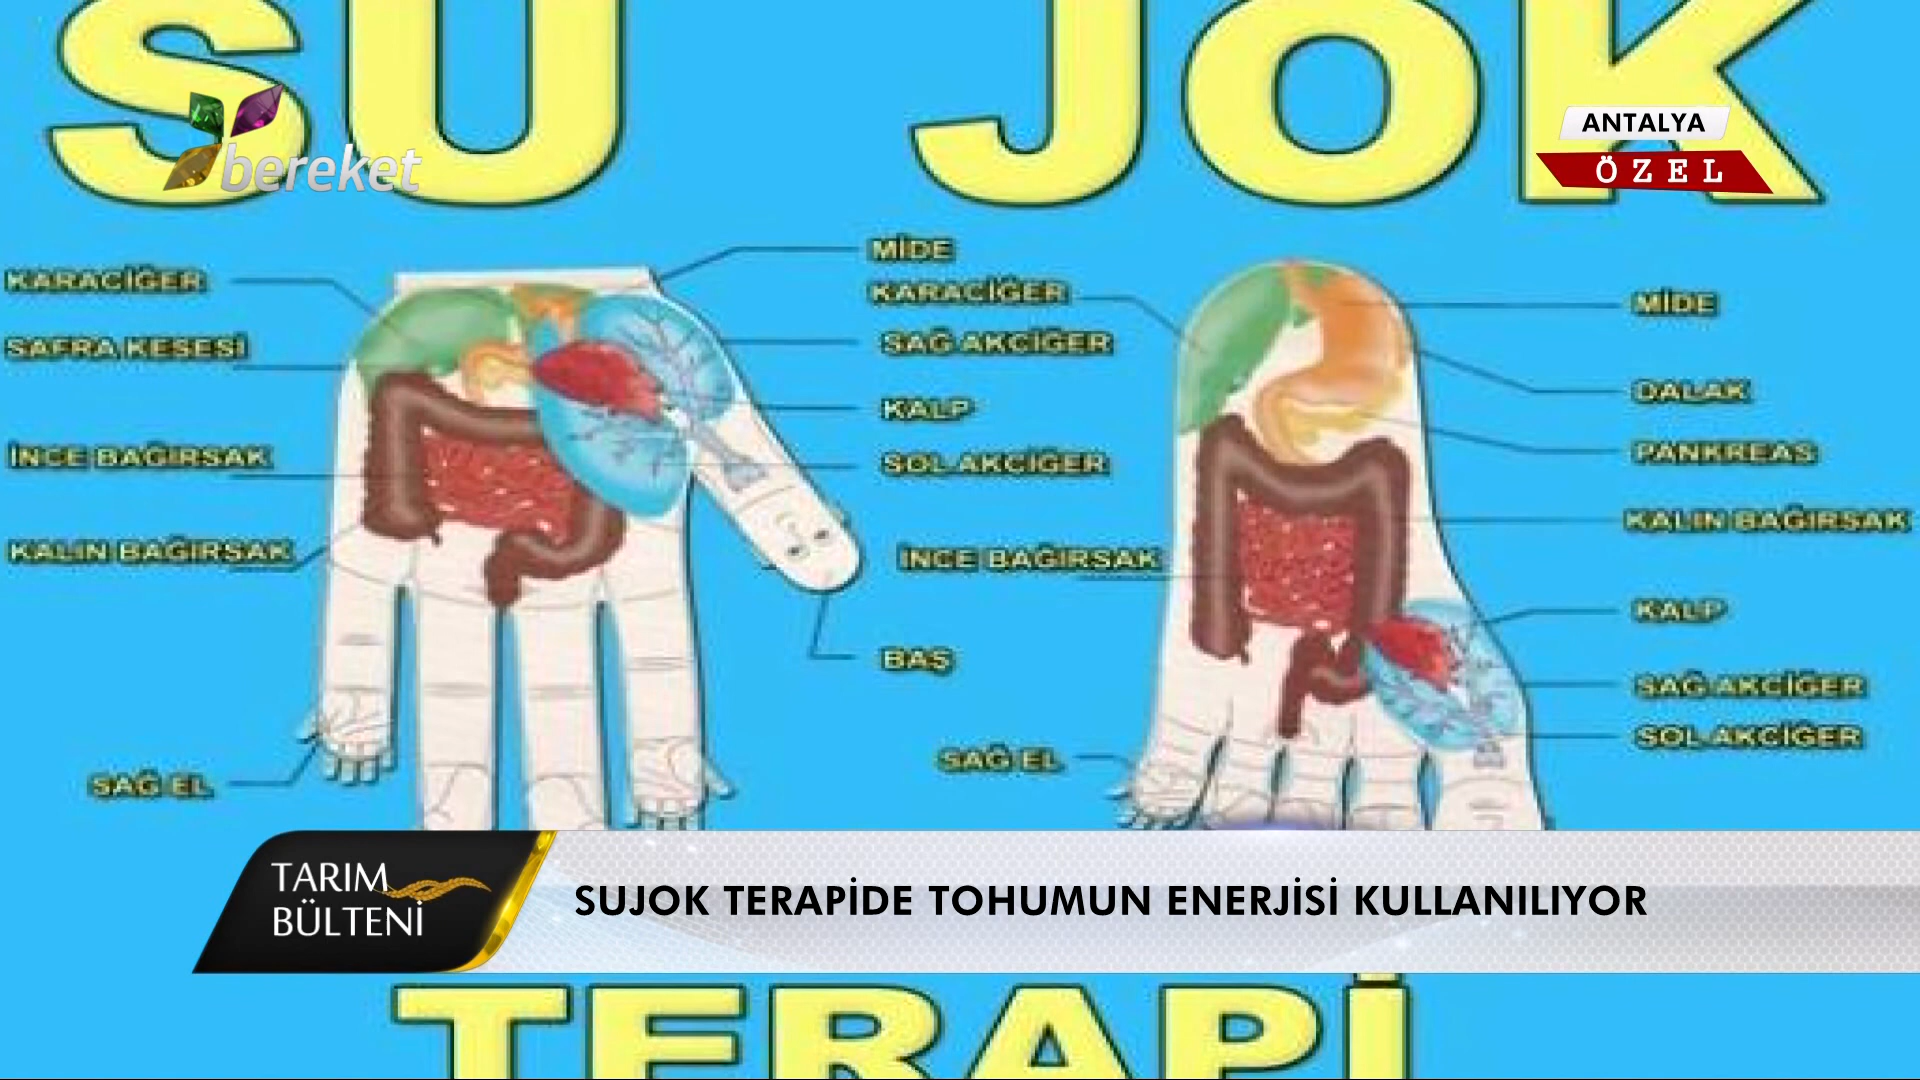 SU JOK
bereket
ANTALYA
ÖZEL
KARACİĞER
SAFRA KESESİ
İNCE BAĞIRSAK
KALIN BAĞIRSAK
SAĞ EL
MİDE
KARACİĞER
SAĞ AKCİĞER
KALP
SOL AKCİĞER
İNCE BAĞIRSAK
BAŞ
SAĞ EL
MİDE
DALAK
PANKREAS
KALIN BAĞIRSAK
KALP
SAĞ AKCİĞER
SOL AKCİĞER
TARIM
BÜLTENİ
SUJOK TERAPİDE TOHUMUN ENERJİSİ KULLANILIYOR
TERAPİ